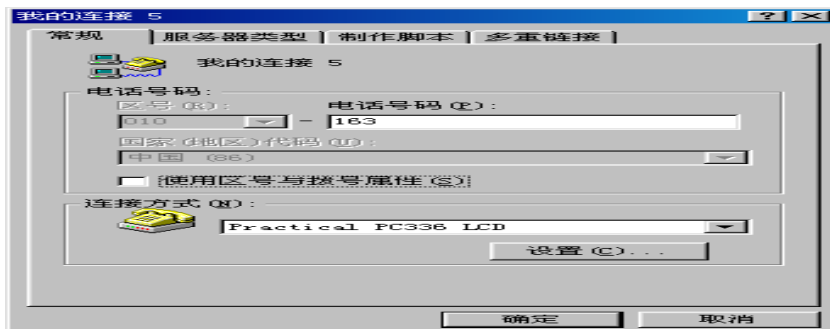 我的连接 5
常规 服务器类型 制作脚本 多重链接
我的连接 5
电话号码:
区号(R): 电话号码(P):
010 - 163
国家(地区)代码(U):
中国 (86)
使用区号与拨号属性(S)
连接方式(N):
Practical PC336 LCD
设置(C)...
确定 取消